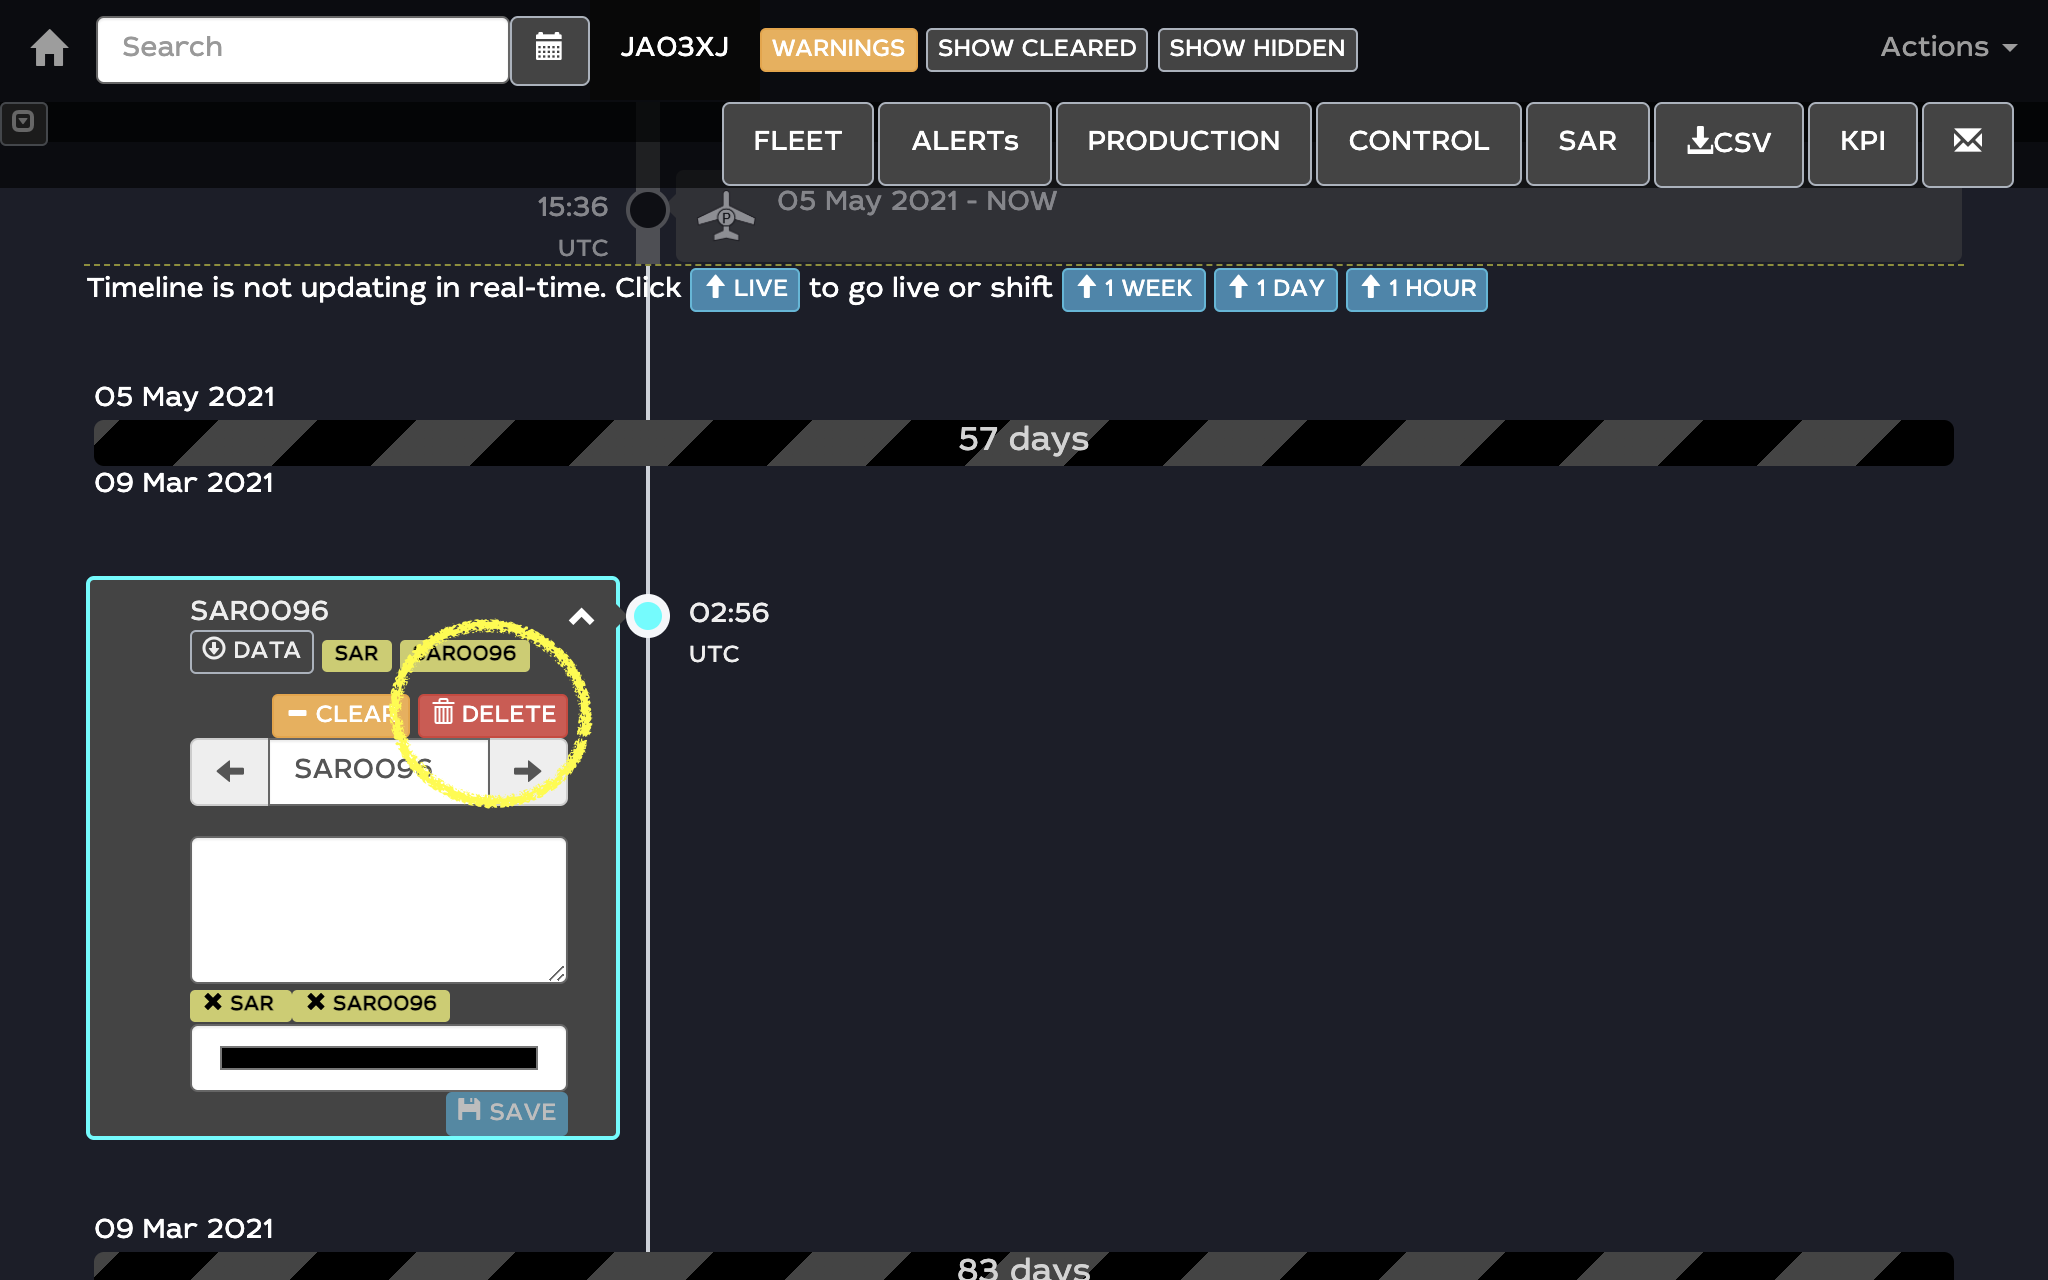 Search
JA03XJ
WARNINGS
SHOW CLEARED
SHOW HIDDEN
Actions
FLEET
ALERTs
PRODUCTION
CONTROL
SAR
CSV
KPI
15:36
UTC
P
05 May 2021 - NOW
Timeline is not updating in real-time. Click LIVE to go live or shift 1 WEEK 1 DAY 1 HOUR
05 May 2021
57 days
09 Mar 2021
SAR0096
02:56
UTC
DATA
SAR
SAR0096
CLEAR
DELETE
SAR0096
SAR
SAR0096
SAVE
09 Mar 2021
83 days